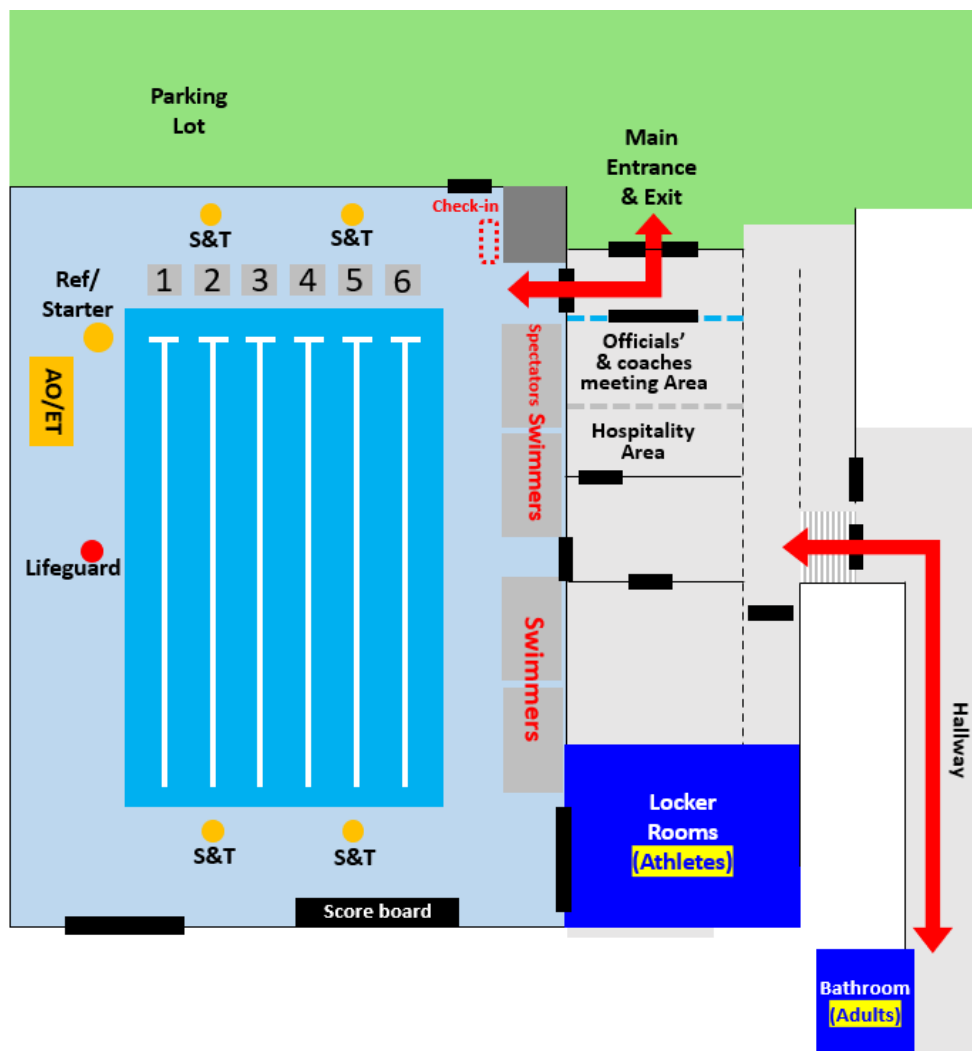 Parking
Lot
Main
Entrance
& Exit
Check-in
S&T
S&T
Ref/
Starter
1
2
3
4
5
6
AO/ET
Spectators
Swimmers
Officials'
& coaches
meeting Area
Hospitality
Area
Lifeguard
Swimmers
Hallway
Locker
Rooms
(Athletes)
S&T
S&T
Score board
Bathroom
(Adults)